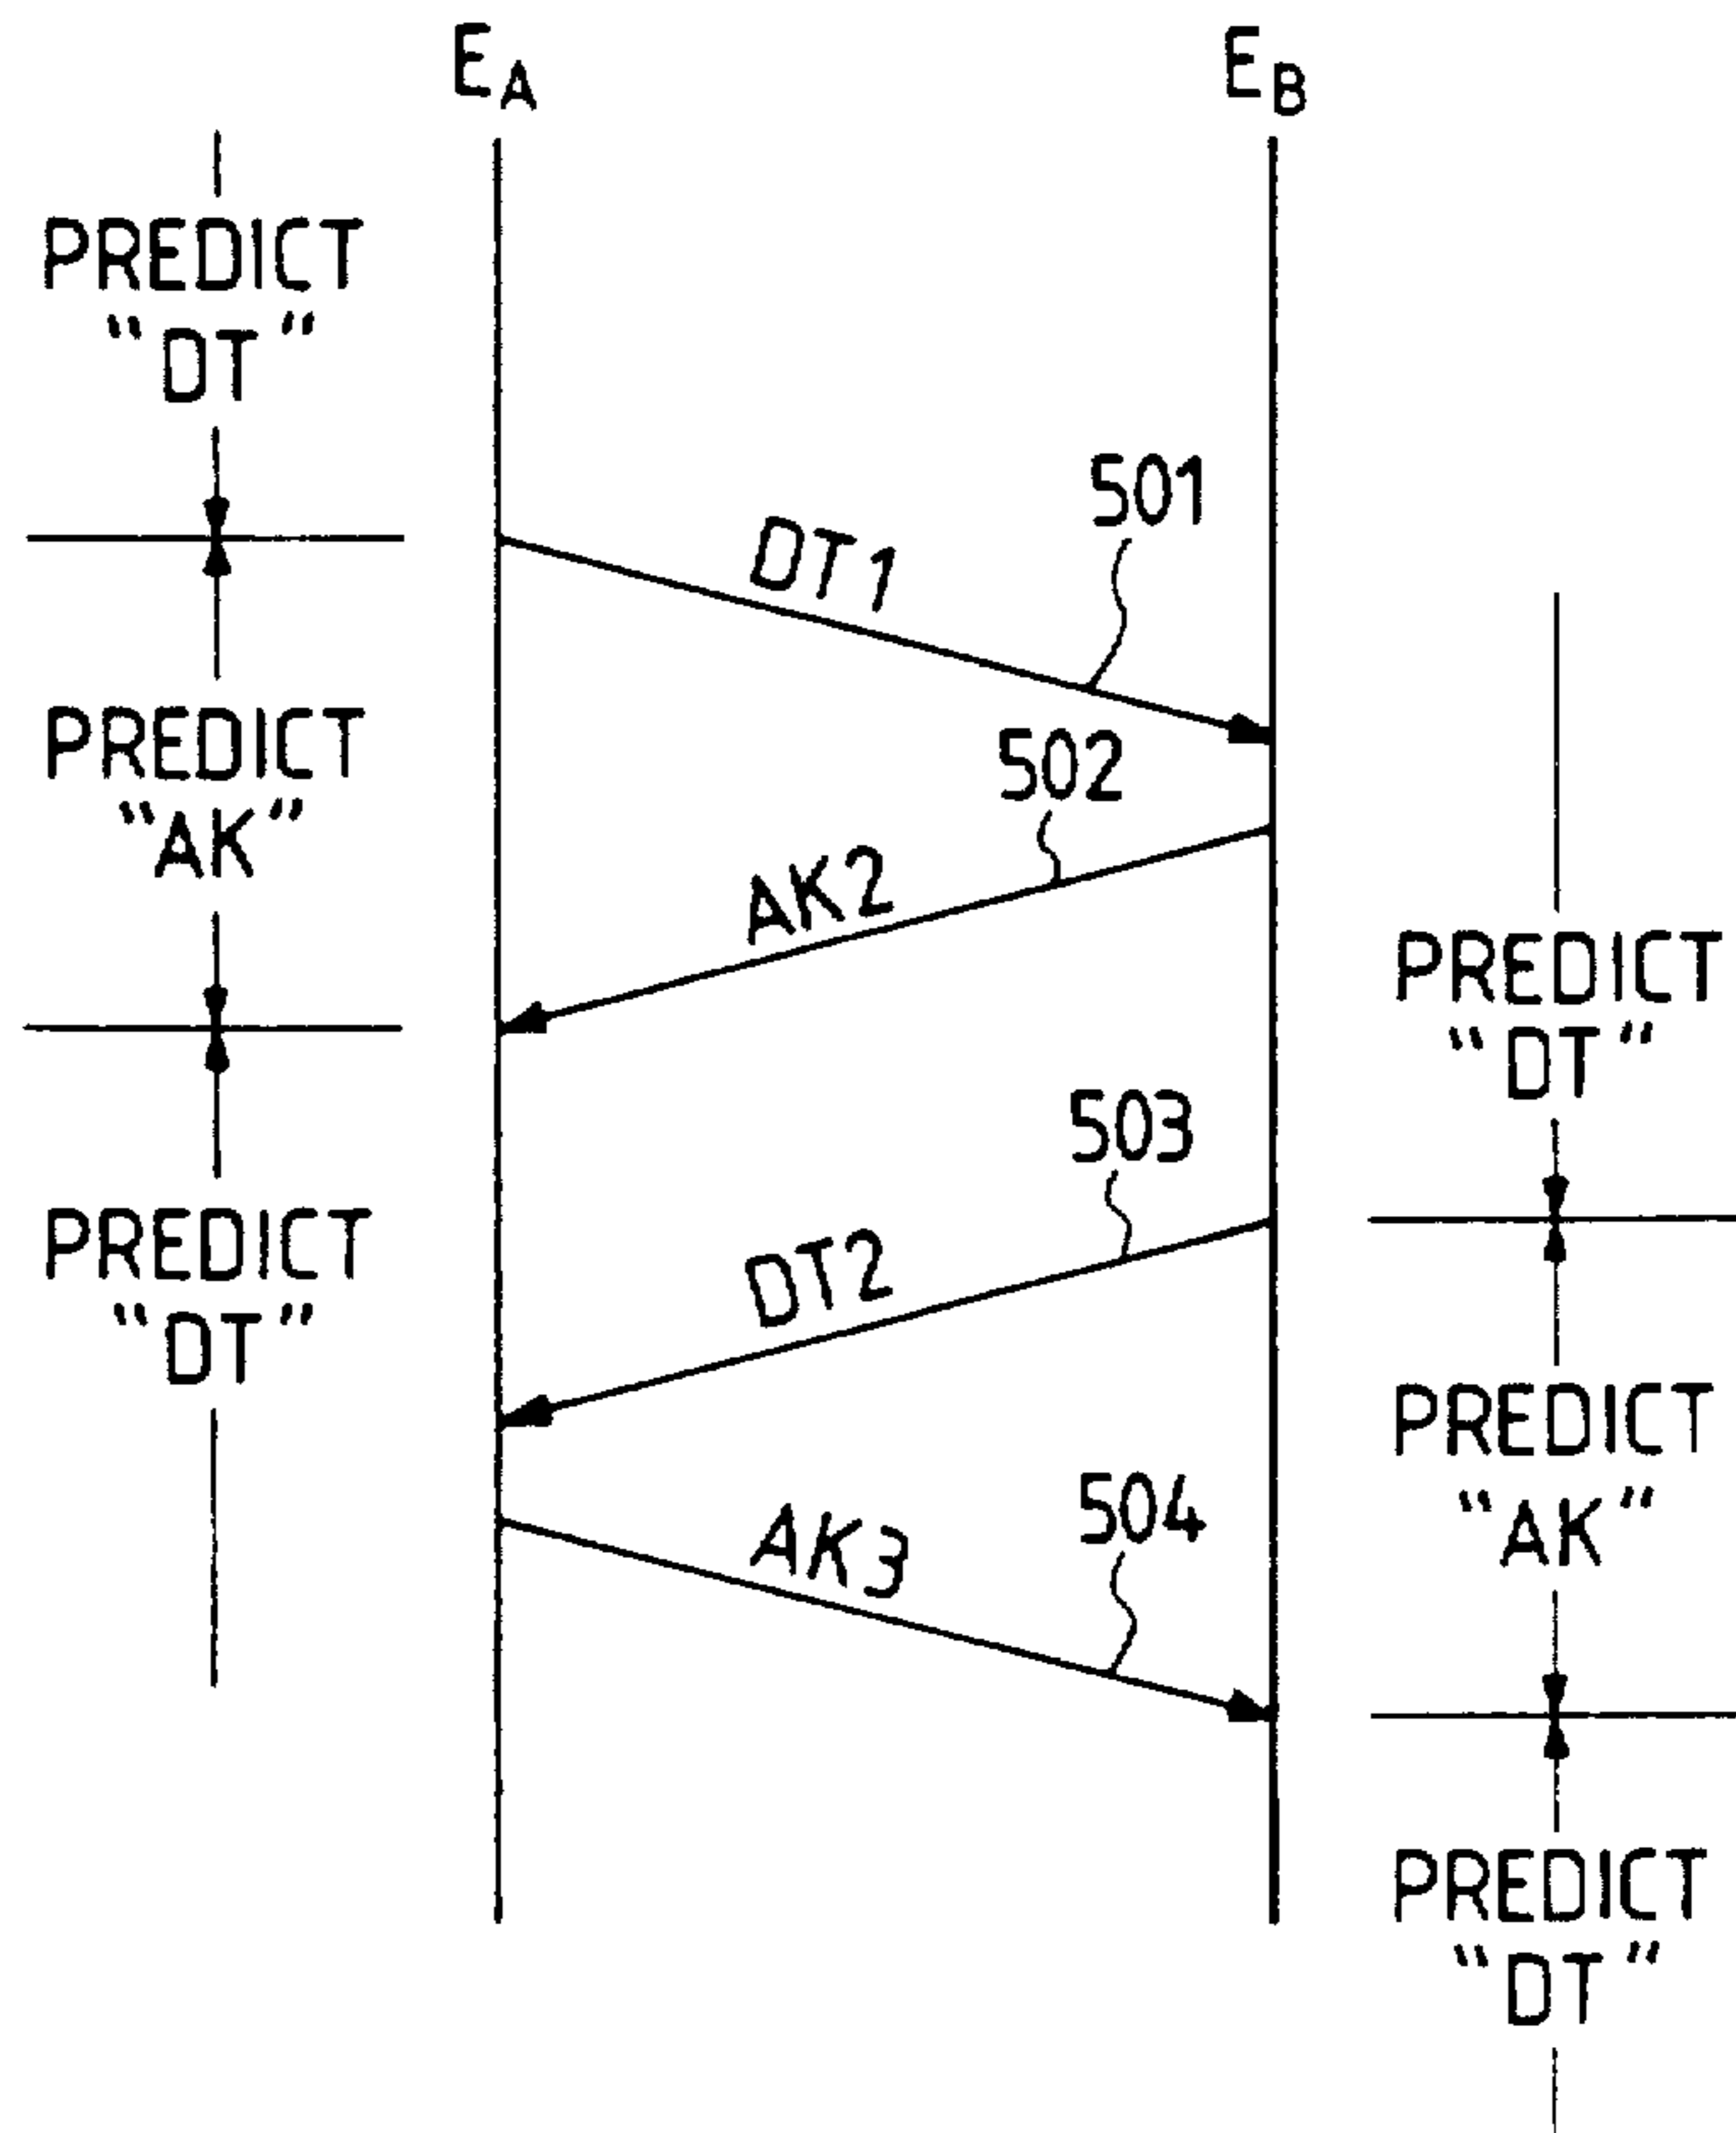 E_A
E_B
PREDICT
"DT"
501
DT1
PREDICT
"AK"
502
AK2
PREDICT
"DT"
503
PREDICT
"DT"
DT2
PREDICT
"AK"
504
AK3
PREDICT
"DT"